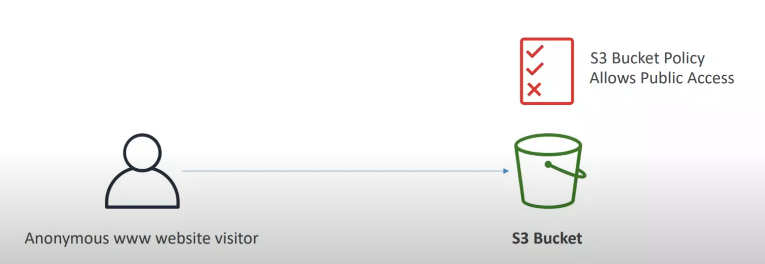 S3 Bucket Policy
Allows Public Access
Anonymous www website visitor
S3 Bucket